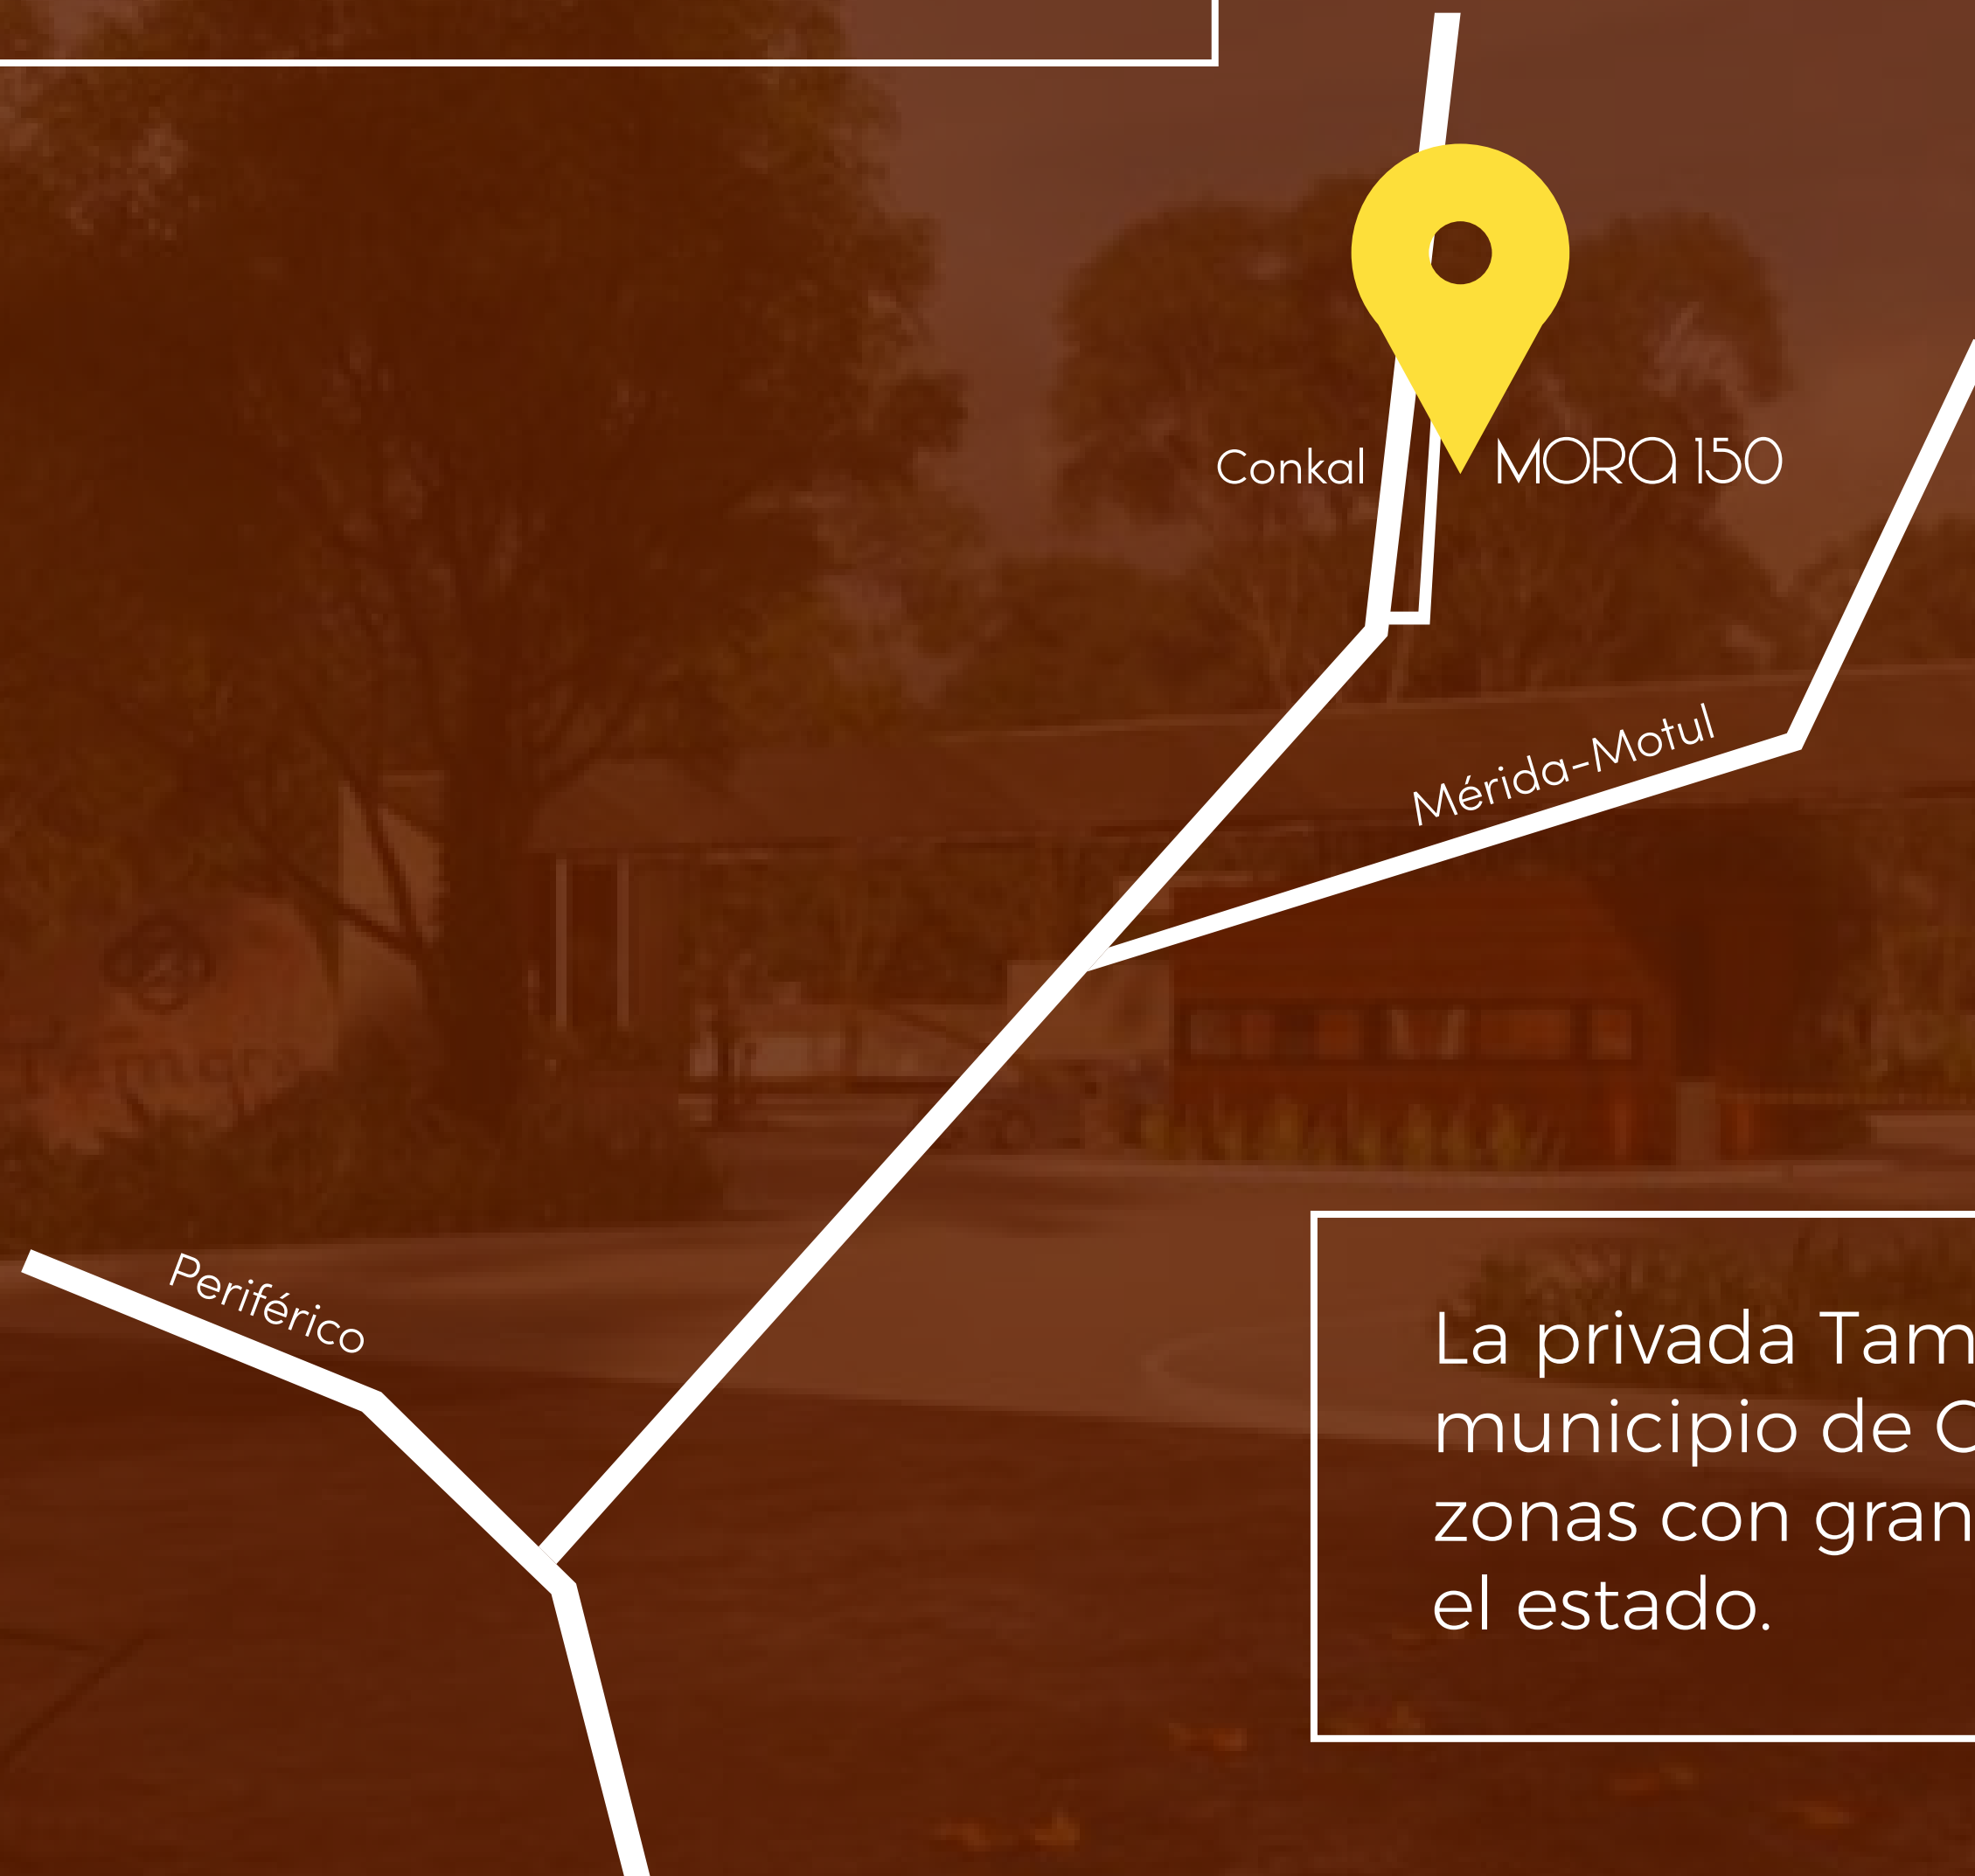 Conkal
MORA 150
Mérida-Motul
Periférico
La privada Tam
municipio de C
zonas con gran
el estado.